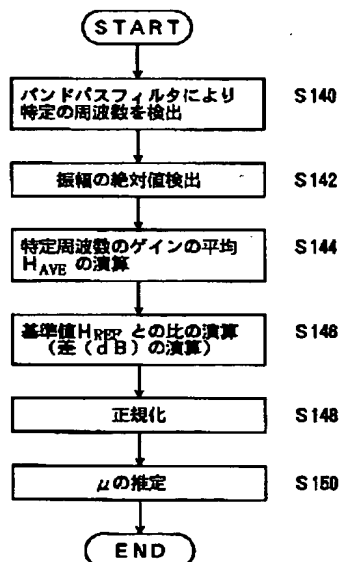 START
バンドパスフィルタにより
特定の周波数を検出
S140
振幅の絶対値検出
S142
特定周波数のゲインの平均
HAVE の演算
S144
基準値HREF との比の演算
(差(dB)の演算)
S146
正規化
S148
μの推定
S150
END